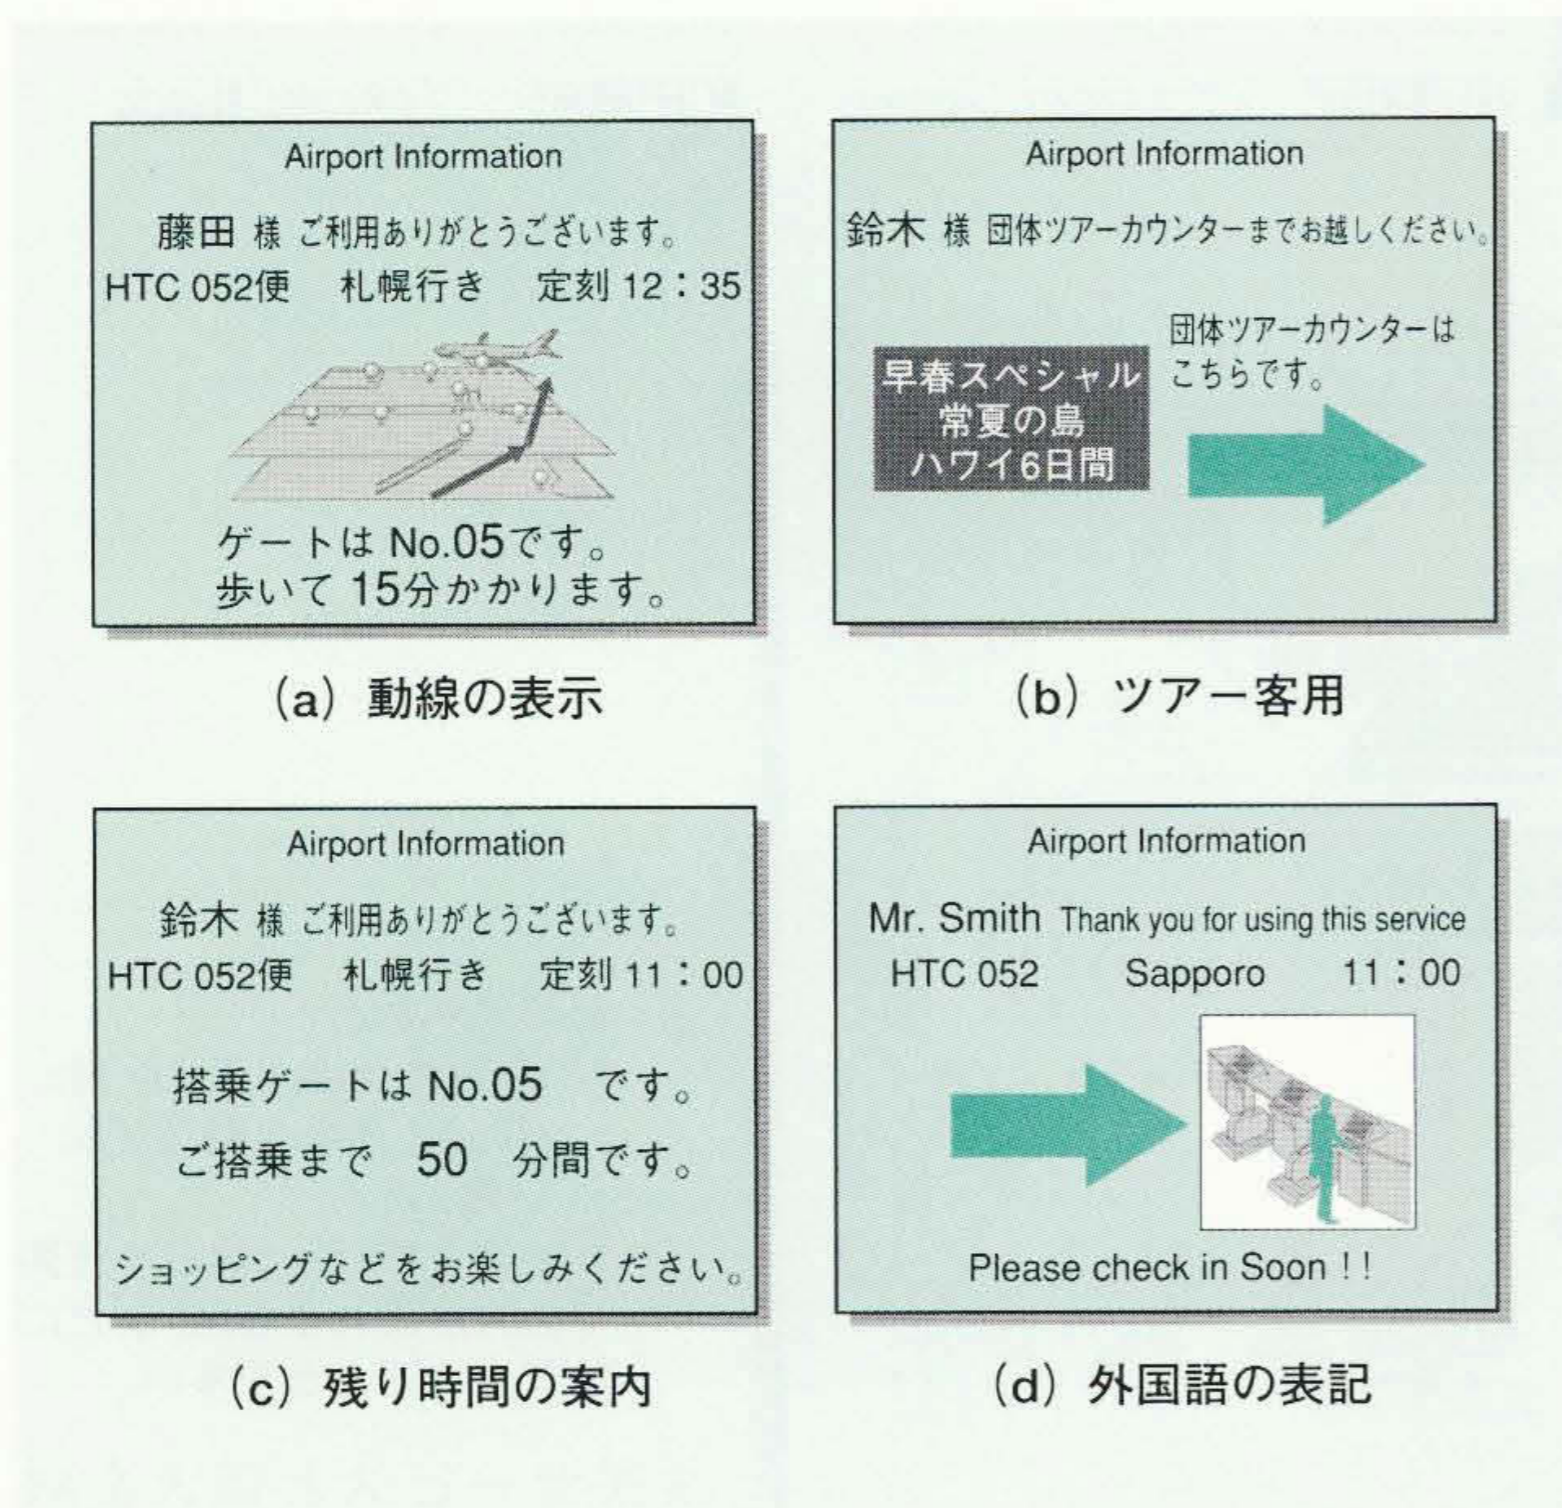 Airport Information
藤田 様 ご利用ありがとうございます。
HTC 052便 札幌行き 定刻 12：35
ゲートは No.05です。
歩いて 15分かかります。
(a) 動線の表示
Airport Information
鈴木 様 団体ツアーカウンターまでお越しください。
早春スペシャル
常夏の島
ハワイ6日間
団体ツアーカウンターは
こちらです。
(b) ツアー客用
Airport Information
鈴木 様 ご利用ありがとうございます。
HTC 052便 札幌行き 定刻 11：00
搭乗ゲートは No.05 です。
ご搭乗まで 50 分間です。
ショッピングなどをお楽しみください。
(c) 残り時間の案内
Airport Information
Mr. Smith Thank you for using this service
HTC 052 Sapporo 11：00
Please check in Soon !!
(d) 外国語の表記